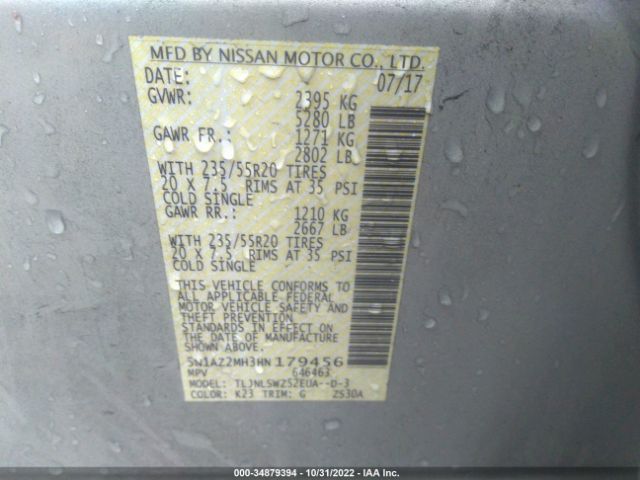 MFD BY NISSAN MOTOR CO., LTD.
DATE: 07/17
GVWR: 2395 KG
5280 LB
GAWR FR.: 1271 KG
2802 LB
WITH 235/55R20 TIRES
20 X 7.5 RIMS AT 35 PSI
COLD SINGLE
GAWR RR.: 1210 KG
2667 LB
WITH 235/55R20 TIRES
20 X 7.5 RIMS AT 35 PSI
COLD SINGLE
THIS VEHICLE CONFORMS TO
ALL APPLICABLE FEDERAL
MOTOR VEHICLE SAFETY AND
THEFT PREVENTION
STANDARDS IN EFFECT ON
THE DATE OF MANUFACTURE
5N1AZ2MH3HN179456
MPV 646463
MODEL: TLJNLSWZ52EUA--D-3
COLOR: K23 TRIM: G Z530A
000-34879394 | 10/31/2022 | IAA Inc.